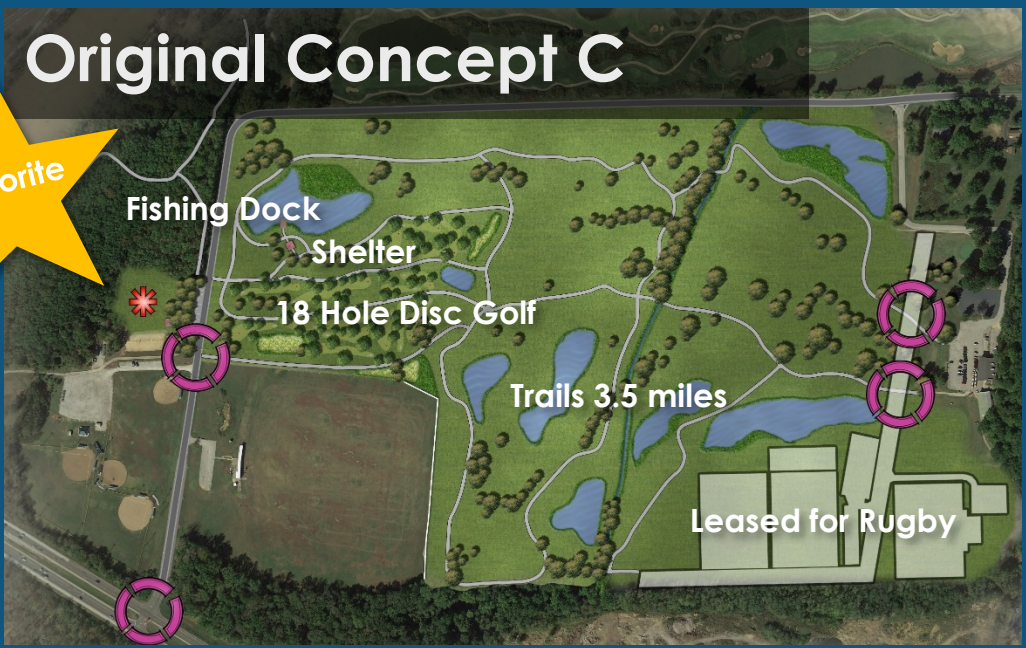 Original Concept C
orite
Fishing Dock
Shelter
18 Hole Disc Golf
Trails 3.5 miles
Leased for Rugby